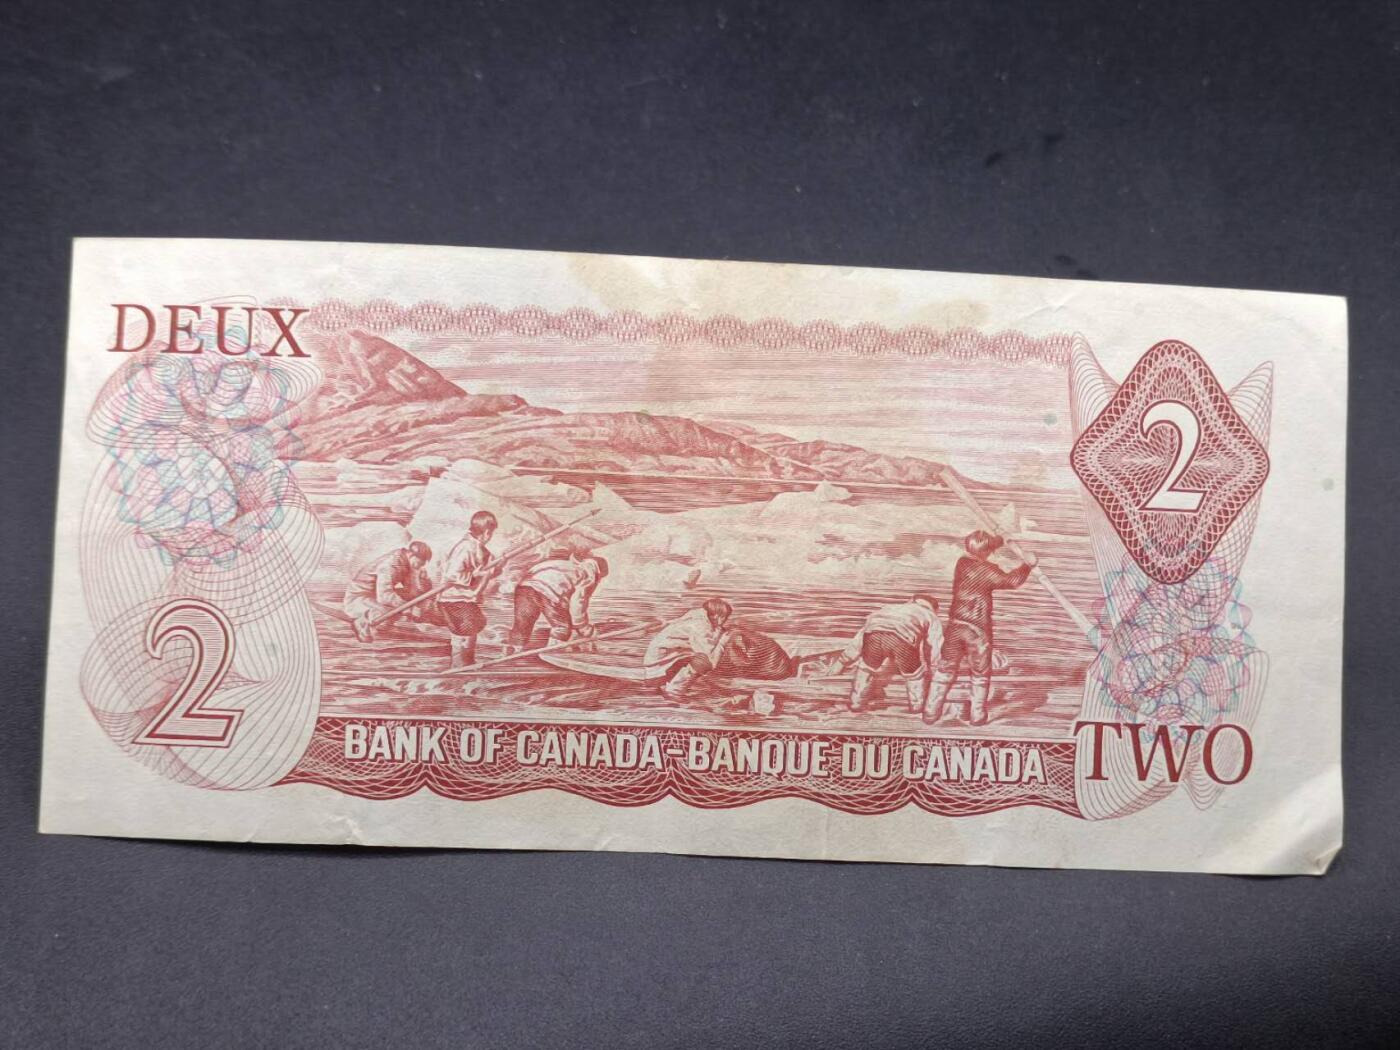 DEUX
2
2
BANK OF CANADA-BANQUE DU CANADA
TWO